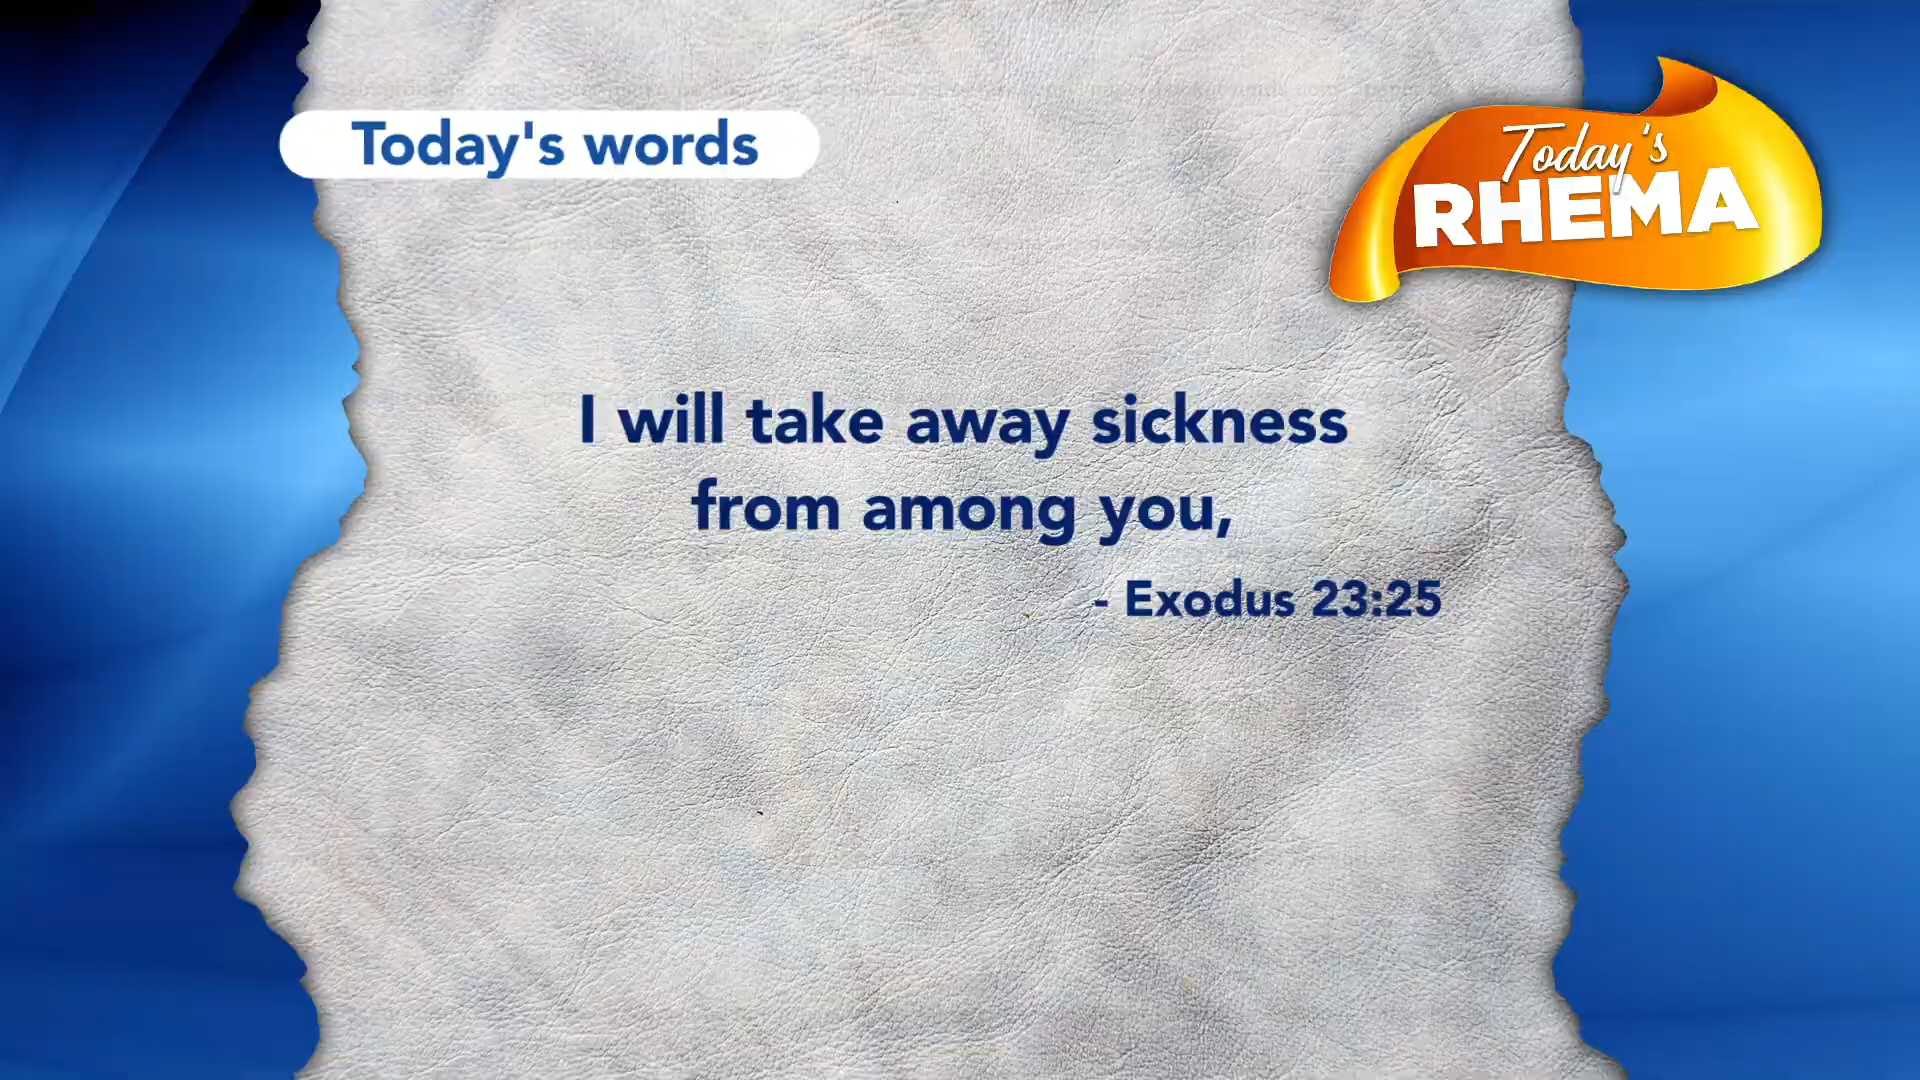 Today's words
Today's
RHEMA
I will take away sickness
from among you,
- Exodus 23:25